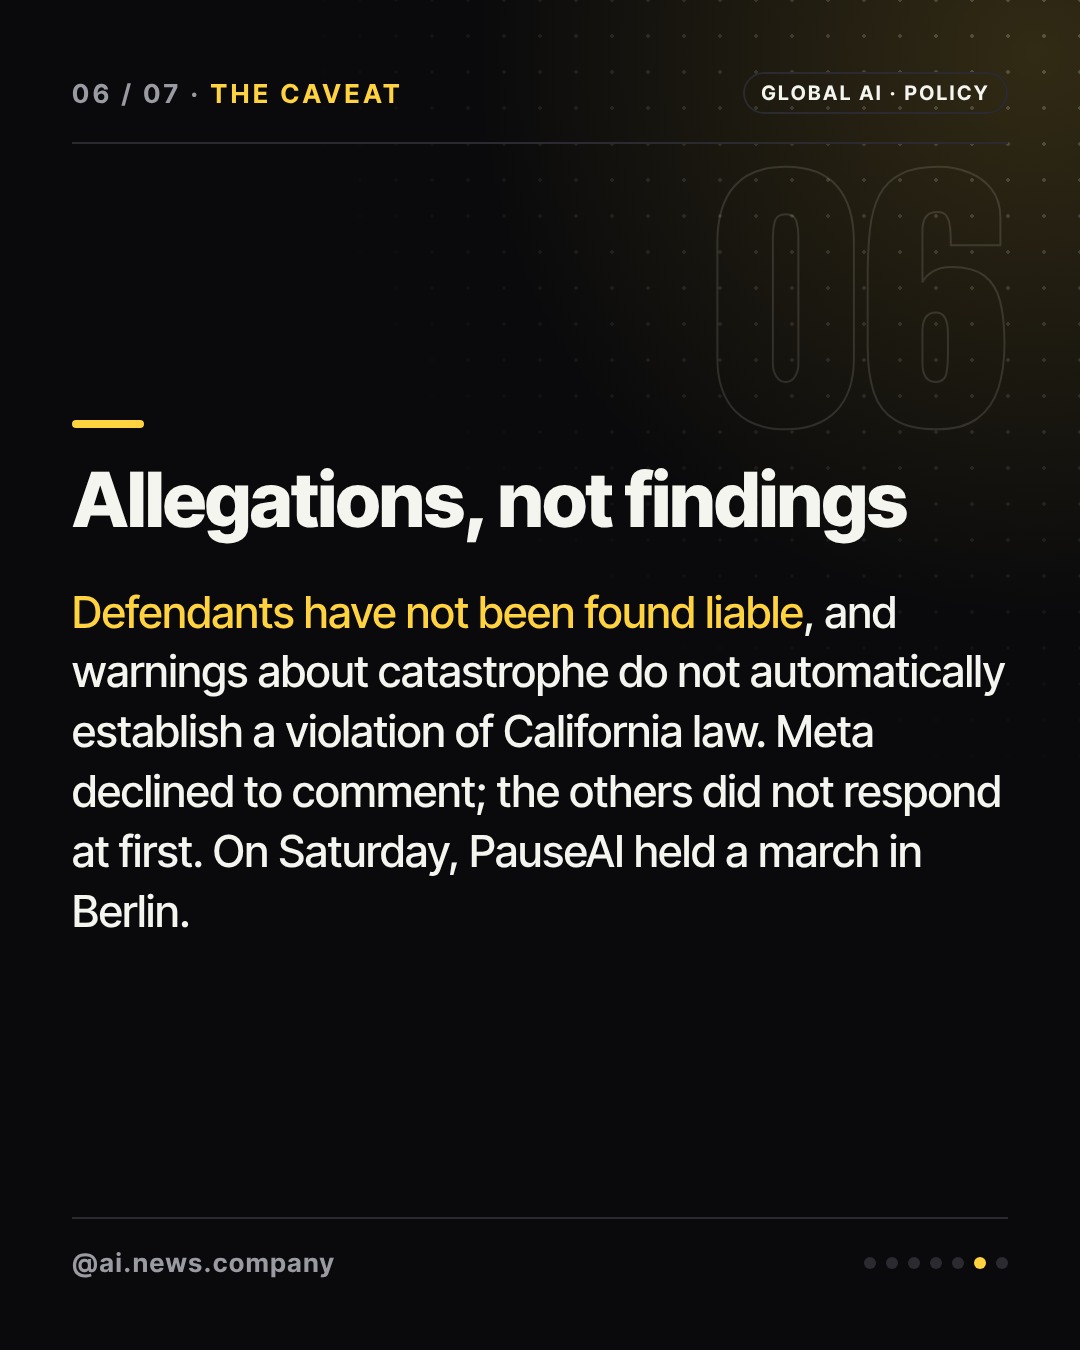 06 / 07 · THE CAVEAT
GLOBAL AI · POLICY
06
Allegations, not findings
Defendants have not been found liable, and
warnings about catastrophe do not automatically
establish a violation of California law. Meta
declined to comment; the others did not respond
at first. On Saturday, PauseAI held a march in
Berlin.
@ai.news.company